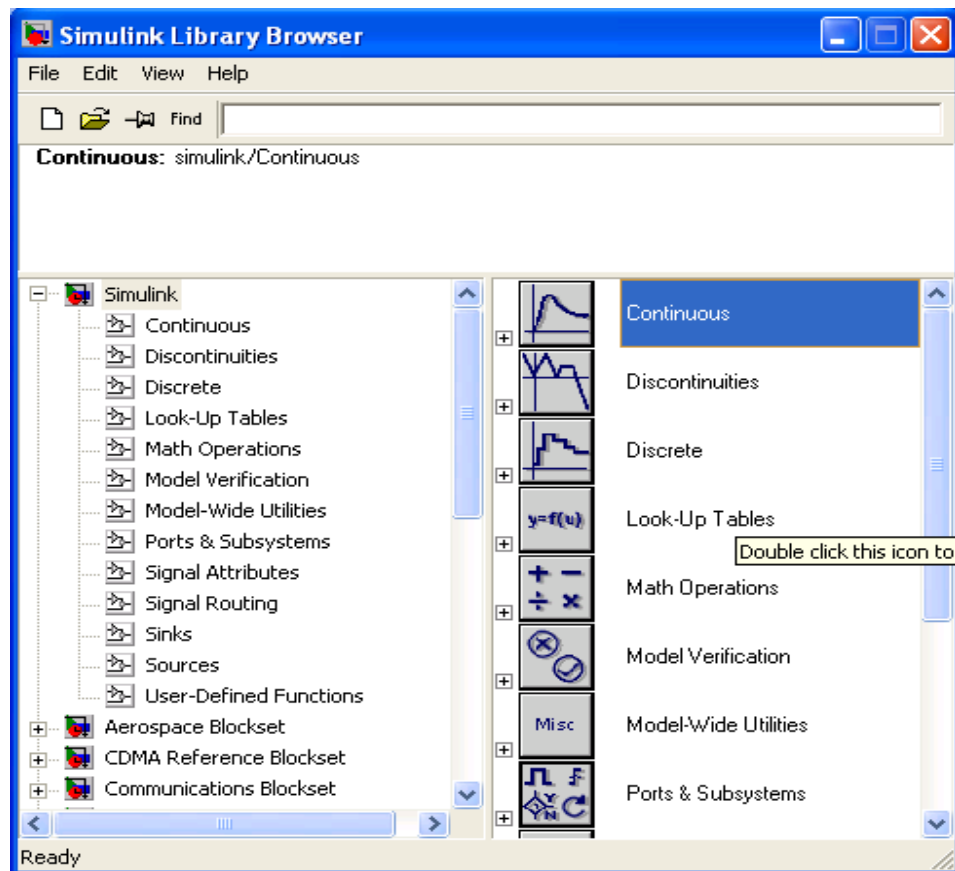 Simulink Library Browser
File Edit View Help
Find
Continuous: simulink/Continuous
Simulink
Continuous
Discontinuities
Discrete
Look-Up Tables
Math Operations
Model Verification
Model-Wide Utilities
Ports & Subsystems
Signal Attributes
Signal Routing
Sinks
Sources
User-Defined Functions
Aerospace Blockset
CDMA Reference Blockset
Communications Blockset
Continuous
Discontinuities
Discrete
y=f(u)
Look-Up Tables
Double click this icon to
Math Operations
Model Verification
Misc
Model-Wide Utilities
Y
N
Ports & Subsystems
Ready